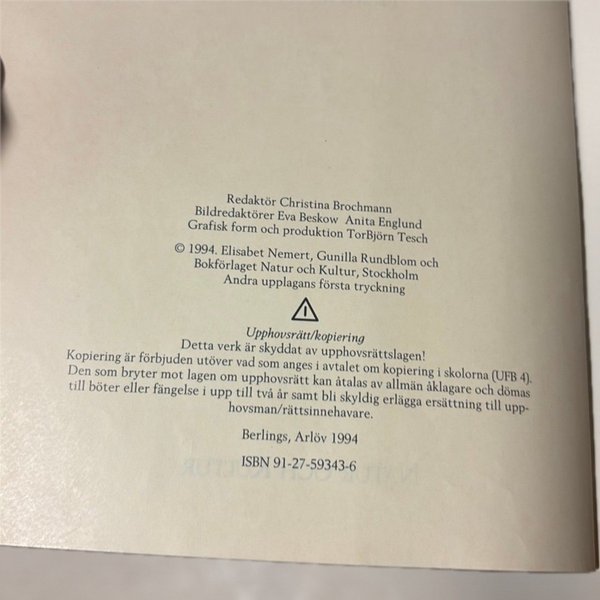 Redaktör Christina Brochmann
Bildredaktörer Eva Beskow Anita Englund
Grafisk form och produktion TorBjörn Tesch
© 1994. Elisabet Nemert, Gunilla Rundblom och
Bokförlaget Natur och Kultur, Stockholm
Andra upplagans första tryckning
Upphovsrätt/kopiering
Detta verk är skyddat av upphovsrättslagen!
Kopiering är förbjuden utöver vad som anges i avtalet om kopiering i skolorna (UFB 4).
Den som bryter mot lagen om upphovsrätt kan åtalas av allmän åklagare och dömas
till böter eller fängelse i upp till två år samt bli skyldig erlägga ersättning till upp-
hovsman/rättsinnehavare.
Berlings, Arlöv 1994
ISBN 91-27-59343-6